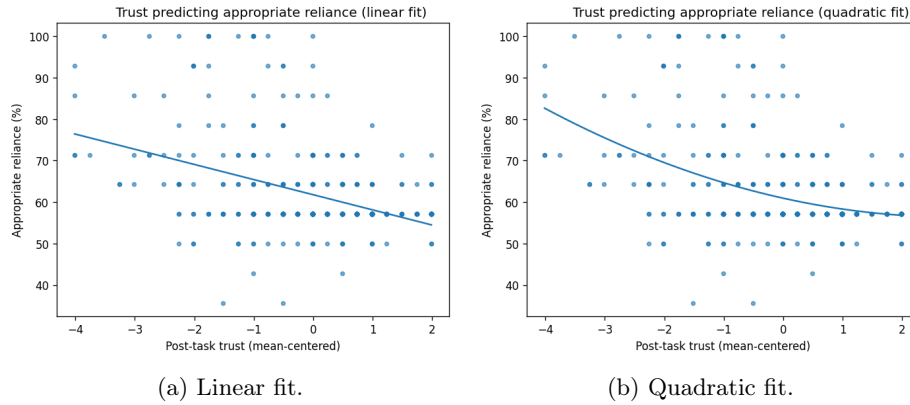 Trust predicting appropriate reliance (linear fit)
100
90
80
70
60
50
40
Appropriate reliance (%)
−4 −3 −2 −1 0 1 2
Post-task trust (mean-centered)
(a) Linear fit.
Trust predicting appropriate reliance (quadratic fit)
100
90
80
70
60
50
40
Appropriate reliance (%)
−4 −3 −2 −1 0 1 2
Post-task trust (mean-centered)
(b) Quadratic fit.